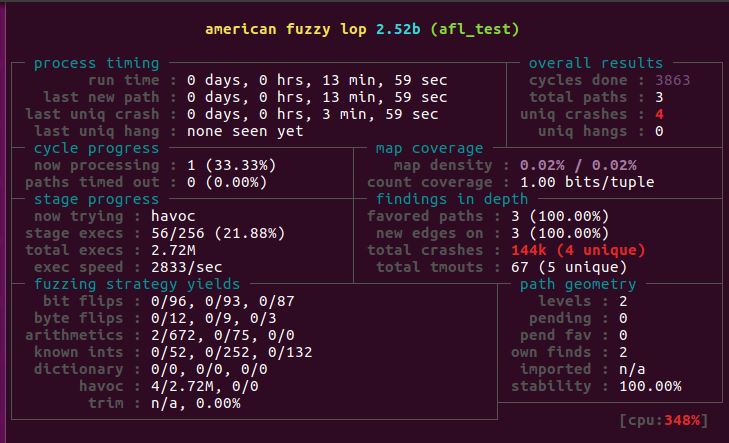 american fuzzy lop 2.52b (afl_test)
process timing overall results
run time : 0 days, 0 hrs, 13 min, 59 sec cycles done : 3863
last new path : 0 days, 0 hrs, 13 min, 59 sec total paths : 3
last uniq crash : 0 days, 0 hrs, 3 min, 59 sec uniq crashes : 4
last uniq hang : none seen yet uniq hangs : 0
cycle progress map coverage
now processing : 1 (33.33%) map density : 0.02% / 0.02%
paths timed out : 0 (0.00%) count coverage : 1.00 bits/tuple
stage progress findings in depth
now trying : havoc favored paths : 3 (100.00%)
stage execs : 56/256 (21.88%) new edges on : 3 (100.00%)
total execs : 2.72M total crashes : 144k (4 unique)
exec speed : 2833/sec total tmouts : 67 (5 unique)
fuzzing strategy yields path geometry
bit flips : 0/96, 0/93, 0/87 levels : 2
byte flips : 0/12, 0/9, 0/3 pending : 0
arithmetics : 2/672, 0/75, 0/0 pend fav : 0
known ints : 0/52, 0/252, 0/132 own finds : 2
dictionary : 0/0, 0/0, 0/0 imported : n/a
havoc : 4/2.72M, 0/0 stability : 100.00%
trim : n/a, 0.00%
[cpu:348%]